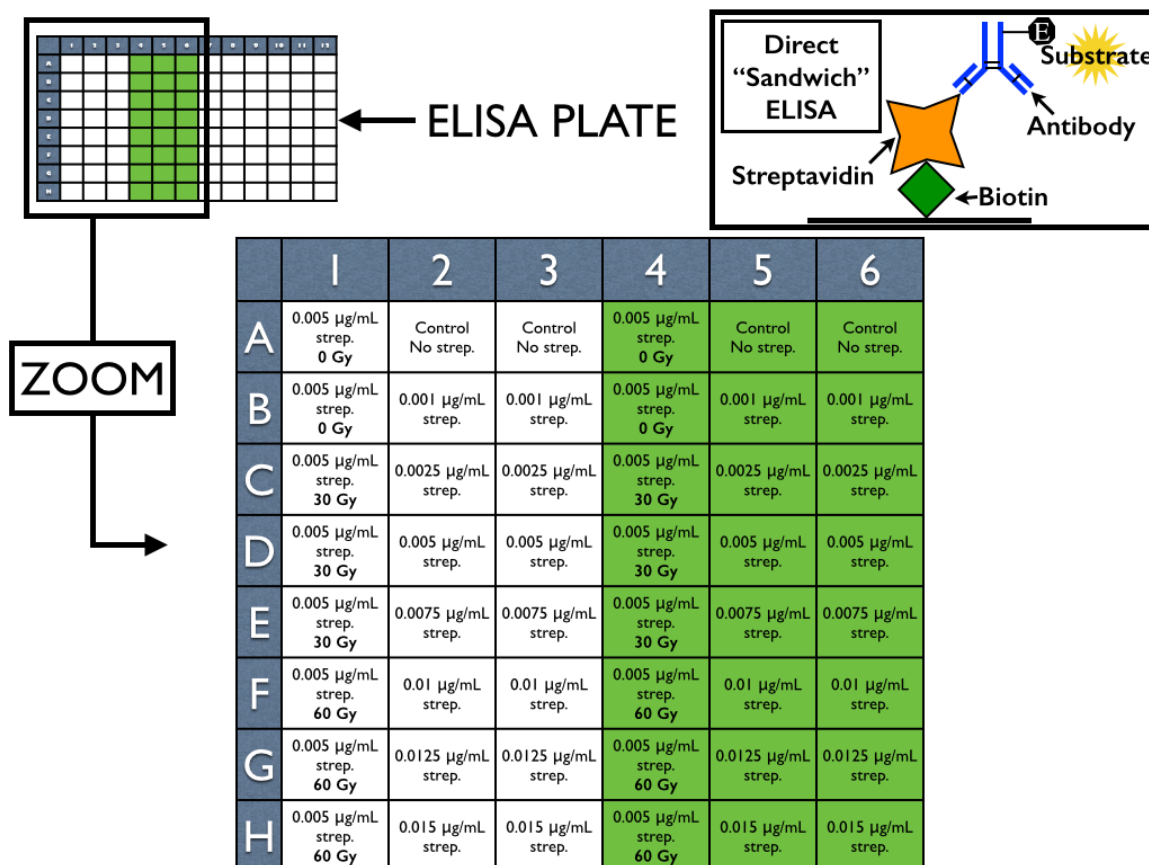 1 2 3 4 5 6 7 8 9 10 11 12
A
B
C
D
E
F
G
H
ELISA PLATE
Direct
“Sandwich”
ELISA
E
Substrate
Antibody
Streptavidin
Biotin
ZOOM
1 2 3 4 5 6
A
0.005 µg/mL
strep.
0 Gy
Control
No strep.
Control
No strep.
0.005 µg/mL
strep.
0 Gy
Control
No strep.
Control
No strep.
B
0.005 µg/mL
strep.
0 Gy
0.001 µg/mL
strep.
0.001 µg/mL
strep.
0.005 µg/mL
strep.
0 Gy
0.001 µg/mL
strep.
0.001 µg/mL
strep.
C
0.005 µg/mL
strep.
30 Gy
0.0025 µg/mL
strep.
0.0025 µg/mL
strep.
0.005 µg/mL
strep.
30 Gy
0.0025 µg/mL
strep.
0.0025 µg/mL
strep.
D
0.005 µg/mL
strep.
30 Gy
0.005 µg/mL
strep.
0.005 µg/mL
strep.
0.005 µg/mL
strep.
30 Gy
0.005 µg/mL
strep.
0.005 µg/mL
strep.
E
0.005 µg/mL
strep.
30 Gy
0.0075 µg/mL
strep.
0.0075 µg/mL
strep.
0.005 µg/mL
strep.
30 Gy
0.0075 µg/mL
strep.
0.0075 µg/mL
strep.
F
0.005 µg/mL
strep.
60 Gy
0.01 µg/mL
strep.
0.01 µg/mL
strep.
0.005 µg/mL
strep.
60 Gy
0.01 µg/mL
strep.
0.01 µg/mL
strep.
G
0.005 µg/mL
strep.
60 Gy
0.0125 µg/mL
strep.
0.0125 µg/mL
strep.
0.005 µg/mL
strep.
60 Gy
0.0125 µg/mL
strep.
0.0125 µg/mL
strep.
H
0.005 µg/mL
strep.
60 Gy
0.015 µg/mL
strep.
0.015 µg/mL
strep.
0.005 µg/mL
strep.
60 Gy
0.015 µg/mL
strep.
0.015 µg/mL
strep.